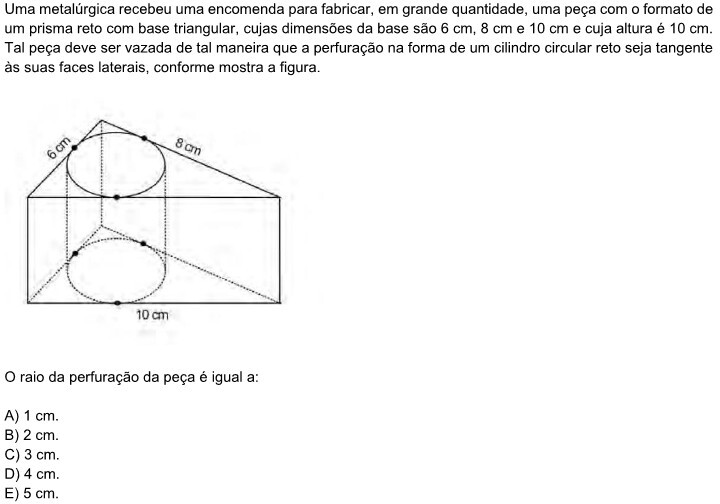 Uma metalúrgica recebeu uma encomenda para fabricar, em grande quantidade, uma peça com o formato de
um prisma reto com base triangular, cujas dimensões da base são 6 cm, 8 cm e 10 cm e cuja altura é 10 cm.
Tal peça deve ser vazada de tal maneira que a perfuração na forma de um cilindro circular reto seja tangente
às suas faces laterais, conforme mostra a figura.
6 cm
8 cm
10 cm
O raio da perfuração da peça é igual a:
A) 1 cm.
B) 2 cm.
C) 3 cm.
D) 4 cm.
E) 5 cm.